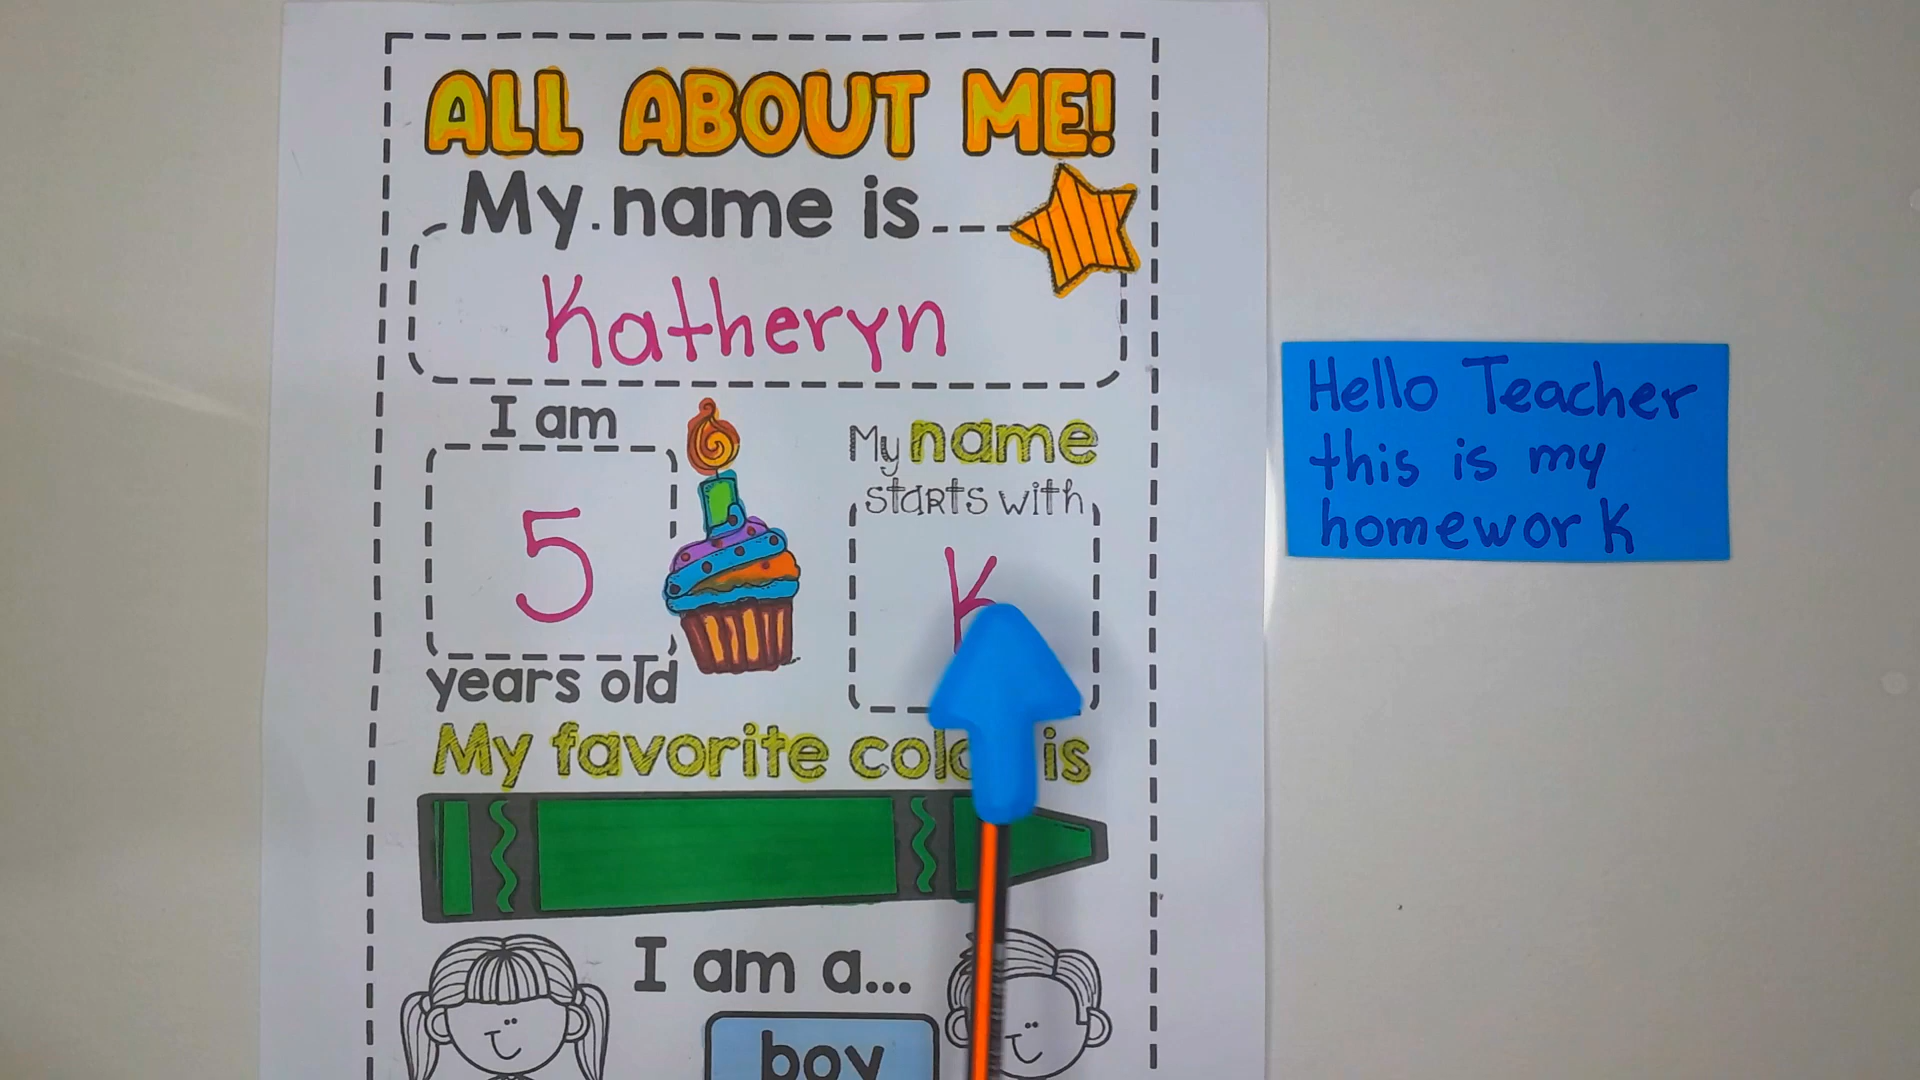 ALL ABOUT ME!
My name is
Katheryn
I am
5
years old
My name
starts with
K
My favorite is
I am a...
boy
Hello Teacher
this is my
homework